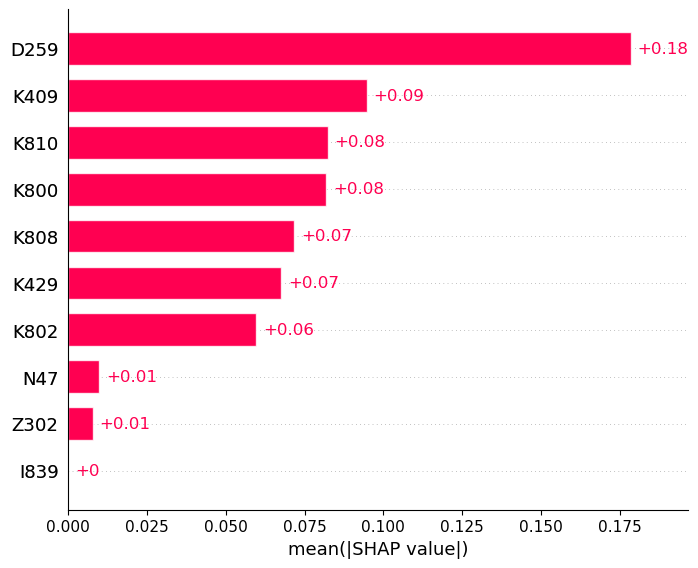 D259 +0.18
K409 +0.09
K810 +0.08
K800 +0.08
K808 +0.07
K429 +0.07
K802 +0.06
N47 +0.01
Z302 +0.01
I839 +0
0.000 0.025 0.050 0.075 0.100 0.125 0.150 0.175
mean(|SHAP value|)